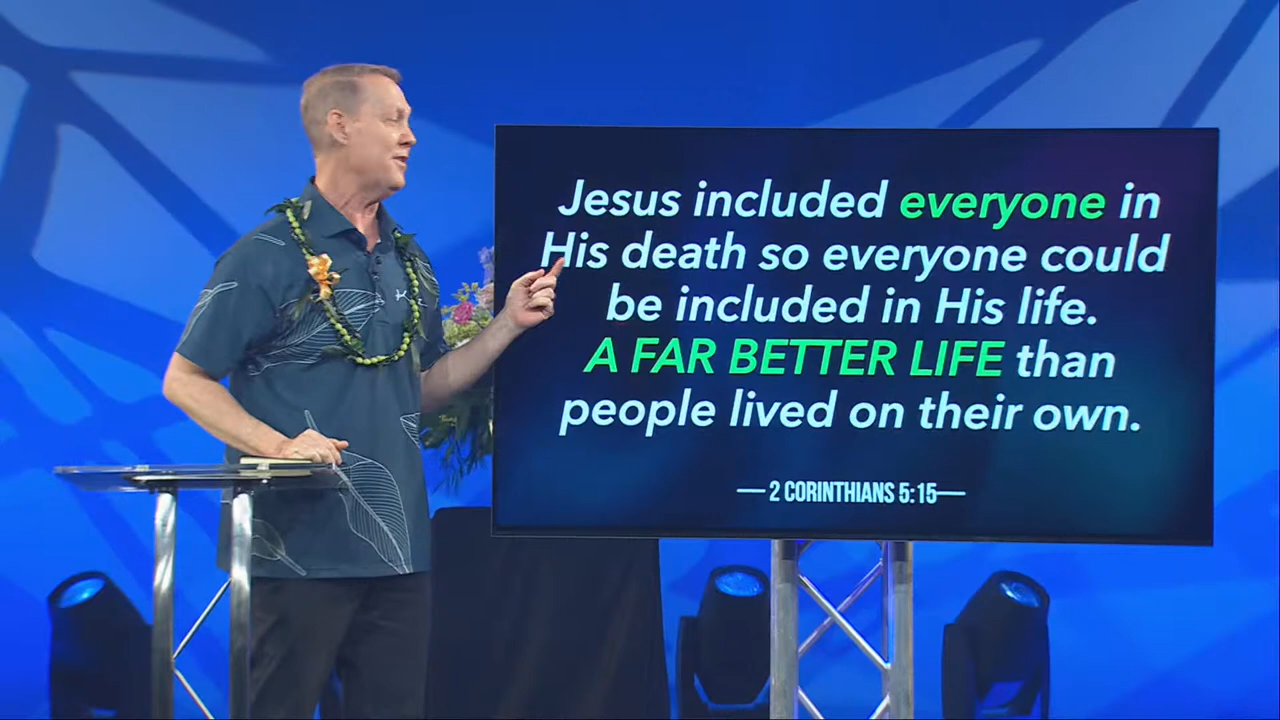 Jesus included everyone in
His death so everyone could
be included in His life.
A FAR BETTER LIFE than
people lived on their own.
— 2 CORINTHIANS 5:15 —